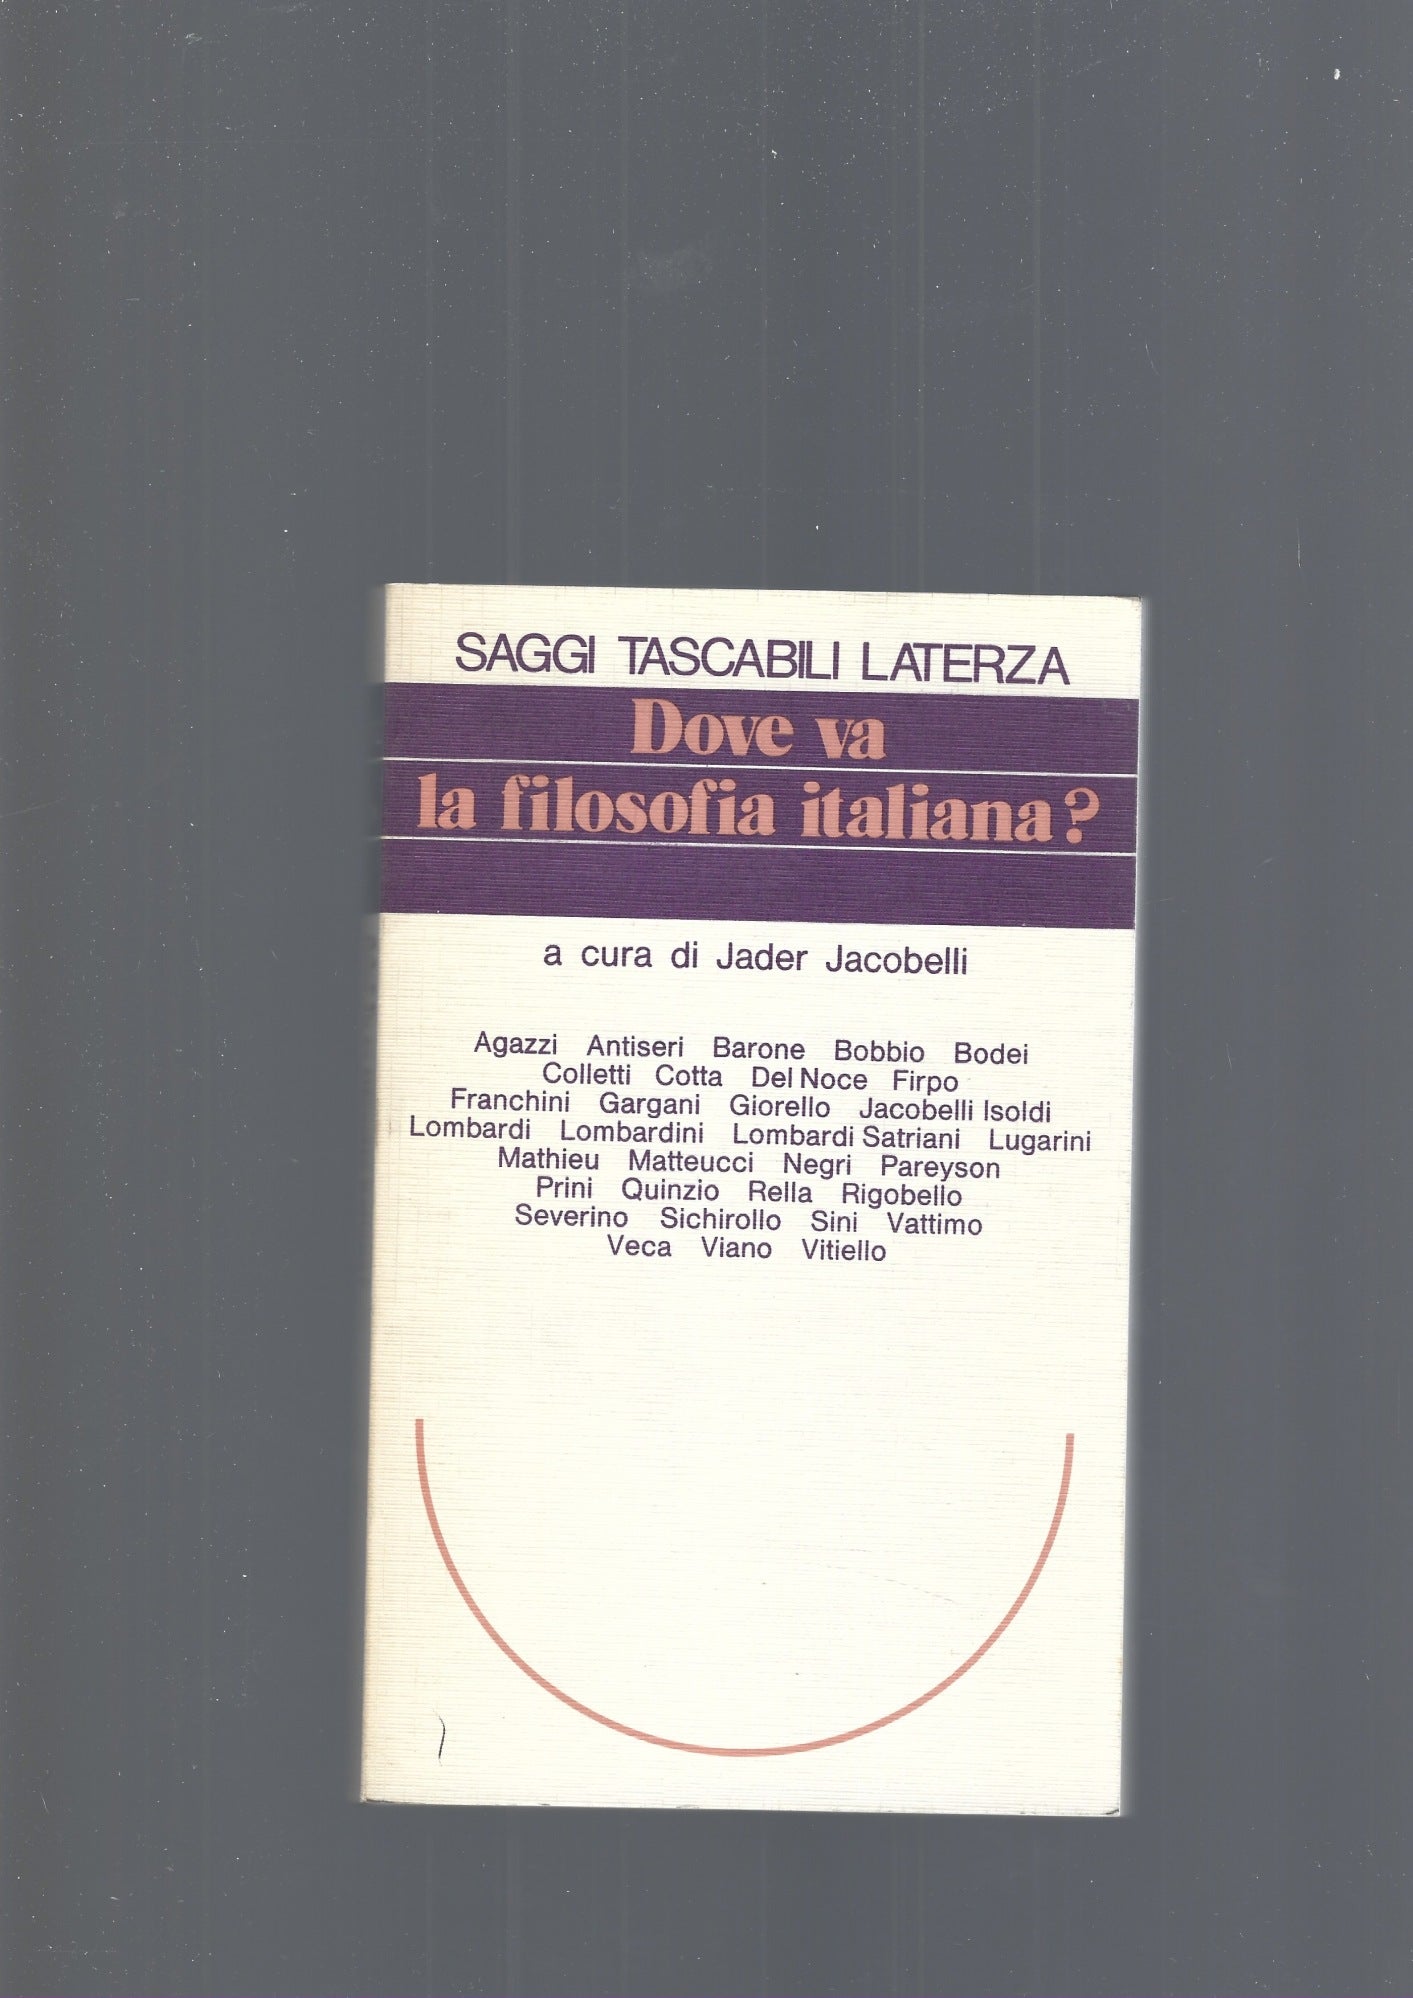 SAGGI TASCABILI LATERZA
Dove va
la filosofia italiana?
a cura di Jader Jacobelli
Agazzi Antiseri Barone Bobbio Bodei
Colletti Cotta Del Noce Firpo
Franchini Gargani Giorello Jacobelli Isoldi
Lombardi Lombardini Lombardi Satriani Lugarini
Mathieu Matteucci Negri Pareyson
Prini Quinzio Rella Rigobello
Severino Sichirollo Sini Vattimo
Veca Viano Vitiello